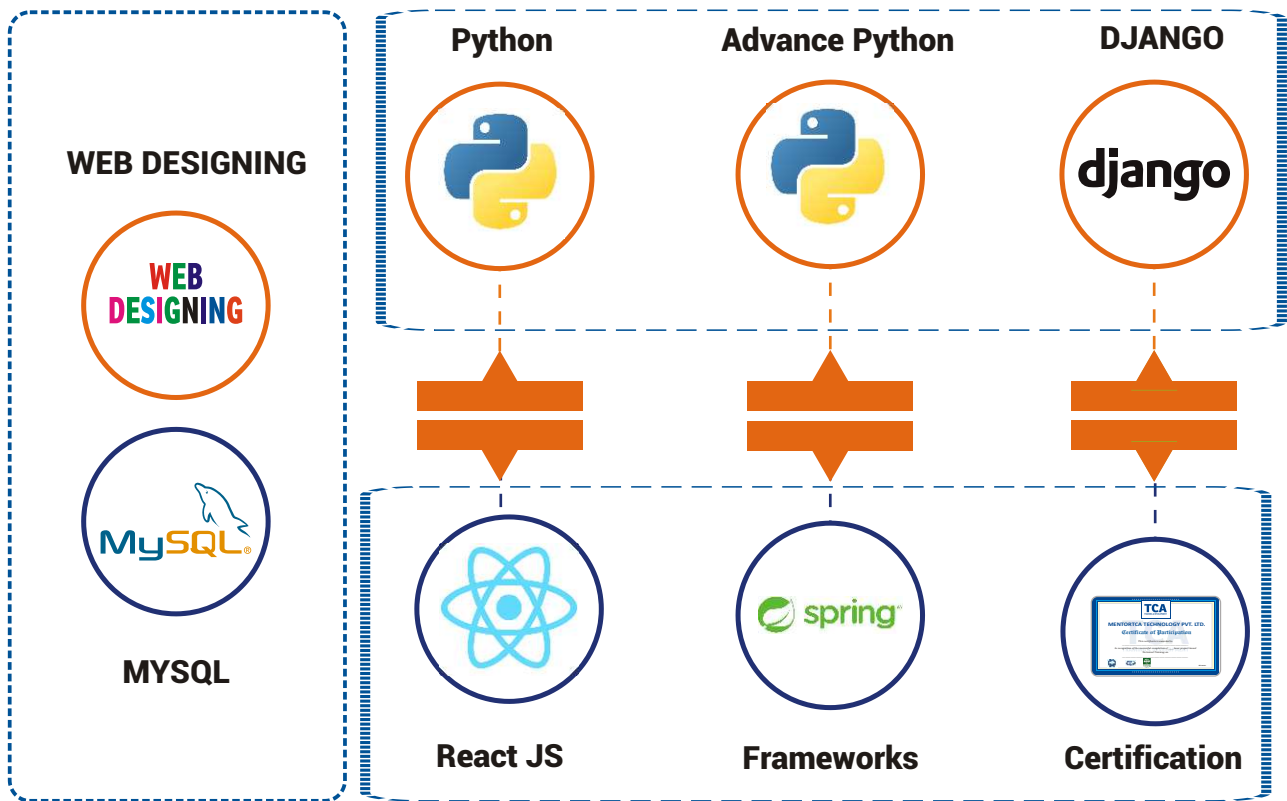 WEB DESIGNING
WEB
DESIGNING
MySQL®
MYSQL
Python
Advance Python
DJANGO
django
spring
TCA
MENTORTCA TECHNOLOGY PVT. LTD.
Certificate of Participation
React JS
Frameworks
Certification